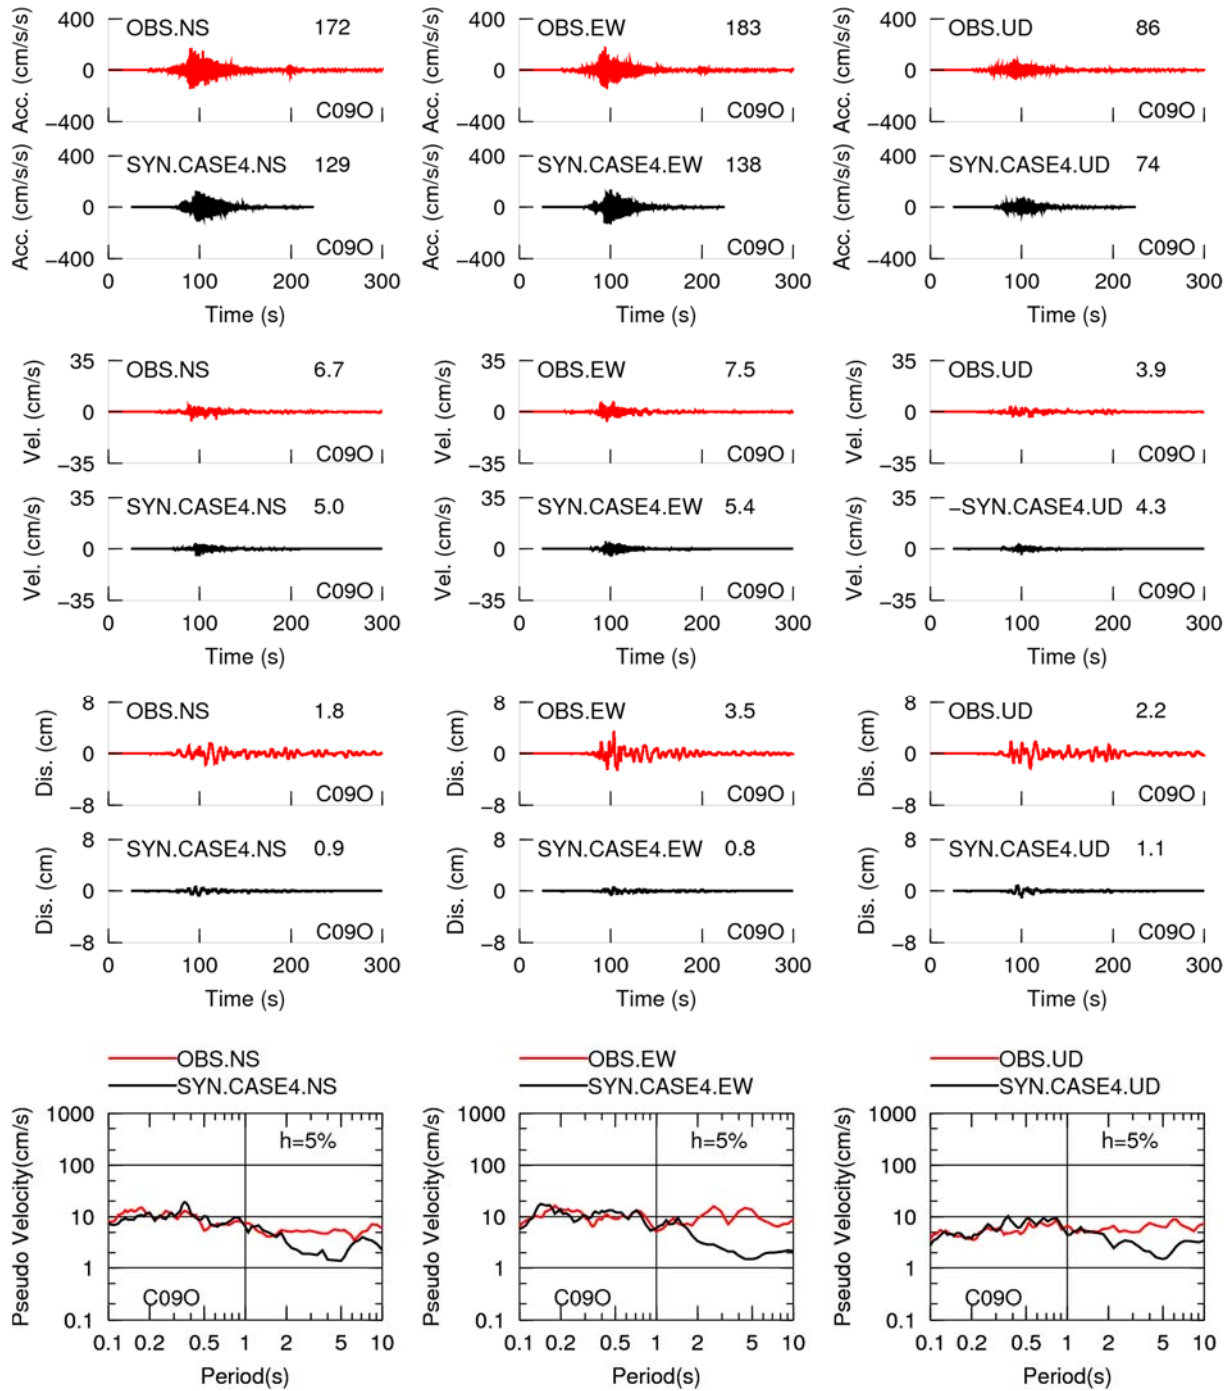 400 OBS.NS 172
0
−400 C09O
Acc. (cm/s/s)
400 OBS.EW 183
0
−400 C09O
Acc. (cm/s/s)
400 OBS.UD 86
0
−400 C09O
Acc. (cm/s/s)
400 SYN.CASE4.NS 129
0
−400 C09O
Acc. (cm/s/s)
0 100 200 300
Time (s)
400 SYN.CASE4.EW 138
0
−400 C09O
Acc. (cm/s/s)
0 100 200 300
Time (s)
400 SYN.CASE4.UD 74
0
−400 C09O
Acc. (cm/s/s)
0 100 200 300
Time (s)
35 OBS.NS 6.7
0
−35 C09O
Vel. (cm/s)
35 OBS.EW 7.5
0
−35 C09O
Vel. (cm/s)
35 OBS.UD 3.9
0
−35 C09O
Vel. (cm/s)
35 SYN.CASE4.NS 5.0
0
−35 C09O
Vel. (cm/s)
0 100 200 300
Time (s)
35 SYN.CASE4.EW 5.4
0
−35 C09O
Vel. (cm/s)
0 100 200 300
Time (s)
35 −SYN.CASE4.UD 4.3
0
−35 C09O
Vel. (cm/s)
0 100 200 300
Time (s)
8 OBS.NS 1.8
0
−8 C09O
Dis. (cm)
8 OBS.EW 3.5
0
−8 C09O
Dis. (cm)
8 OBS.UD 2.2
0
−8 C09O
Dis. (cm)
8 SYN.CASE4.NS 0.9
0
−8 C09O
Dis. (cm)
0 100 200 300
Time (s)
8 SYN.CASE4.EW 0.8
0
−8 C09O
Dis. (cm)
0 100 200 300
Time (s)
8 SYN.CASE4.UD 1.1
0
−8 C09O
Dis. (cm)
0 100 200 300
Time (s)
OBS.NS
SYN.CASE4.NS
1000
h=5%
100
10
1
C09O
0.1
Pseudo Velocity(cm/s)
0.1 0.2 0.5 1 2 5 10
Period(s)
OBS.EW
SYN.CASE4.EW
1000
h=5%
100
10
1
C09O
0.1
Pseudo Velocity(cm/s)
0.1 0.2 0.5 1 2 5 10
Period(s)
OBS.UD
SYN.CASE4.UD
1000
h=5%
100
10
1
C09O
0.1
Pseudo Velocity(cm/s)
0.1 0.2 0.5 1 2 5 10
Period(s)